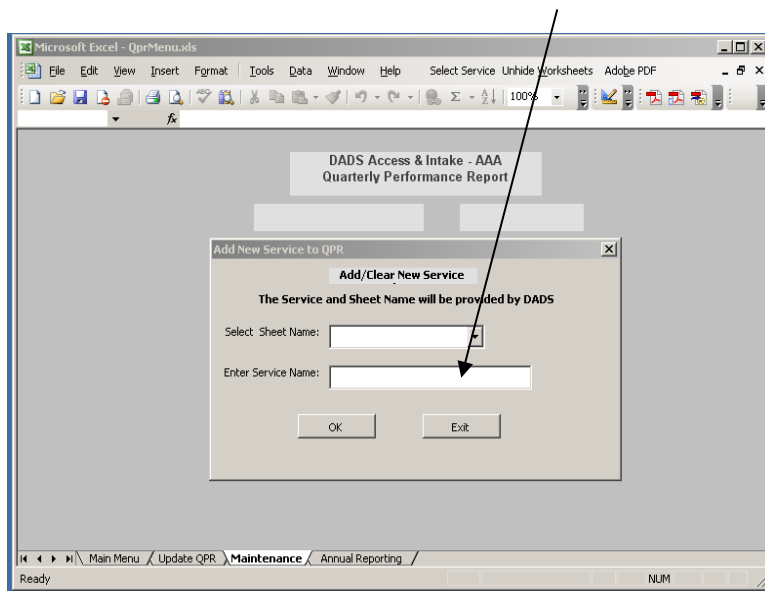 Microsoft Excel - QprMenu.xls
File Edit View Insert Format Tools Data Window Help Select Service Unhide Worksheets Adobe PDF
100%
fx
DADS Access & Intake - AAA
Quarterly Performance Report
Add New Service to QPR
Add/Clear New Service
The Service and Sheet Name will be provided by DADS
Select Sheet Name:
Enter Service Name:
OK Exit
Main Menu Update QPR Maintenance Annual Reporting
Ready NUM